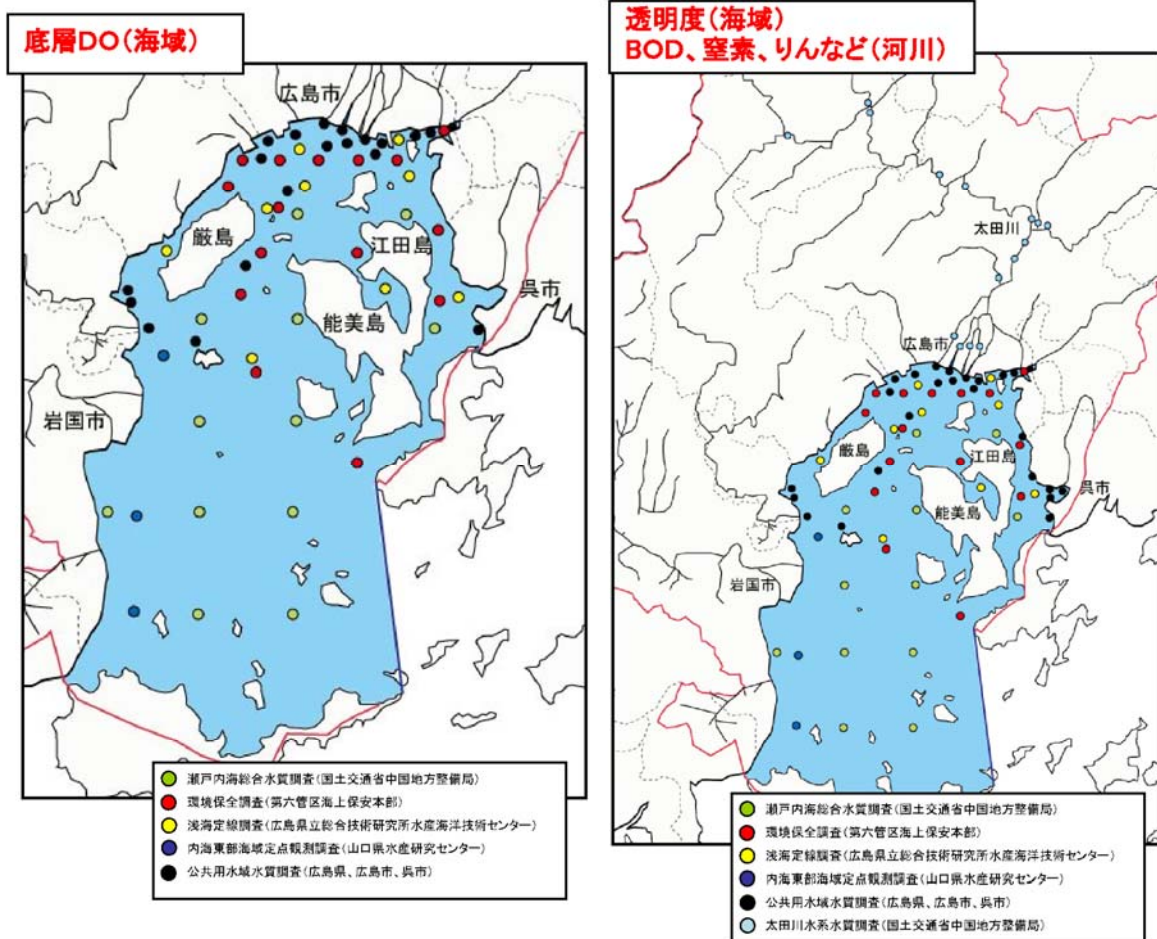 底層DO(海域)
広島市
厳島
江田島
呉市
能美島
岩国市
瀬戸内海総合水質調査(国土交通省中国地方整備局)
環境保全調査(第六管区海上保安本部)
浅海定線調査(広島県立総合技術研究所水産海洋技術センター)
内海東部海域定点観測調査(山口県水産研究センター)
公共用水域水質調査(広島県、広島市、呉市)
透明度(海域)
BOD、窒素、りんなど(河川)
太田川
広島市
厳島
江田島
呉市
能美島
岩国市
瀬戸内海総合水質調査(国土交通省中国地方整備局)
環境保全調査(第六管区海上保安本部)
浅海定線調査(広島県立総合技術研究所水産海洋技術センター)
内海東部海域定点観測調査(山口県水産研究センター)
公共用水域水質調査(広島県、広島市、呉市)
太田川水系水質調査(国土交通省中国地方整備局)